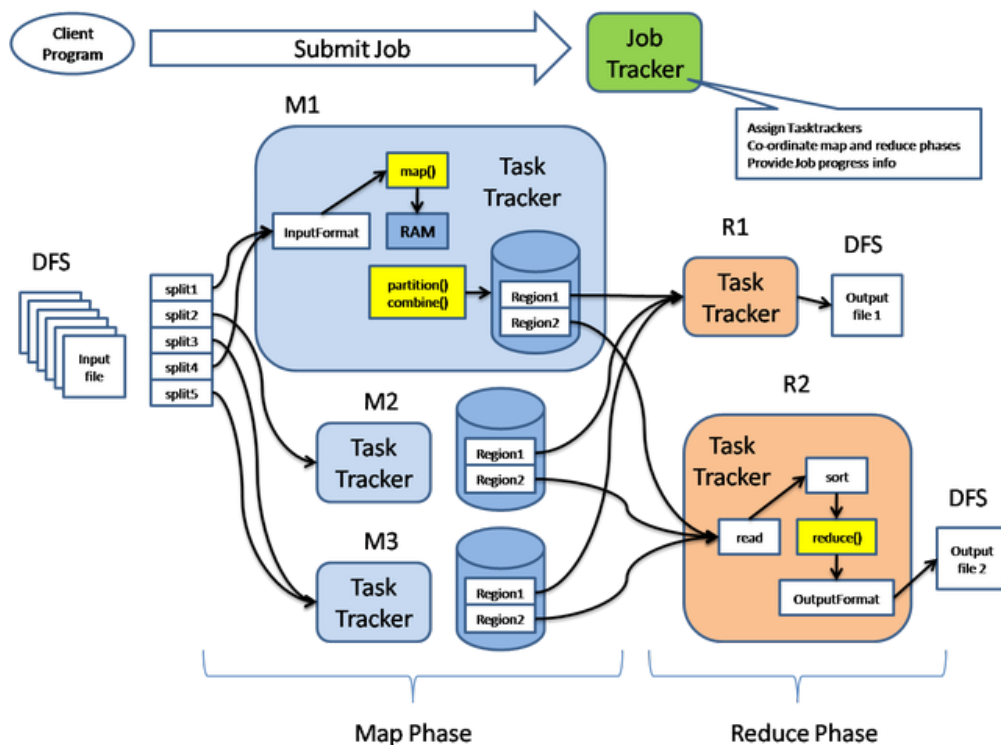 Client
Program
Submit Job
Job
Tracker
Assign Tasktrackers
Co-ordinate map and reduce phases
Provide Job progress info
M1
Task
Tracker
map()
InputFormat
RAM
partition()
combine()
Region1
Region2
DFS
Input
file
split1
split2
split3
split4
split5
M2
Task
Tracker
Region1
Region2
M3
Task
Tracker
Region1
Region2
R1
Task
Tracker
DFS
Output
file 1
R2
Task
Tracker
sort
read
reduce()
OutputFormat
DFS
Output
file 2
Map Phase
Reduce Phase